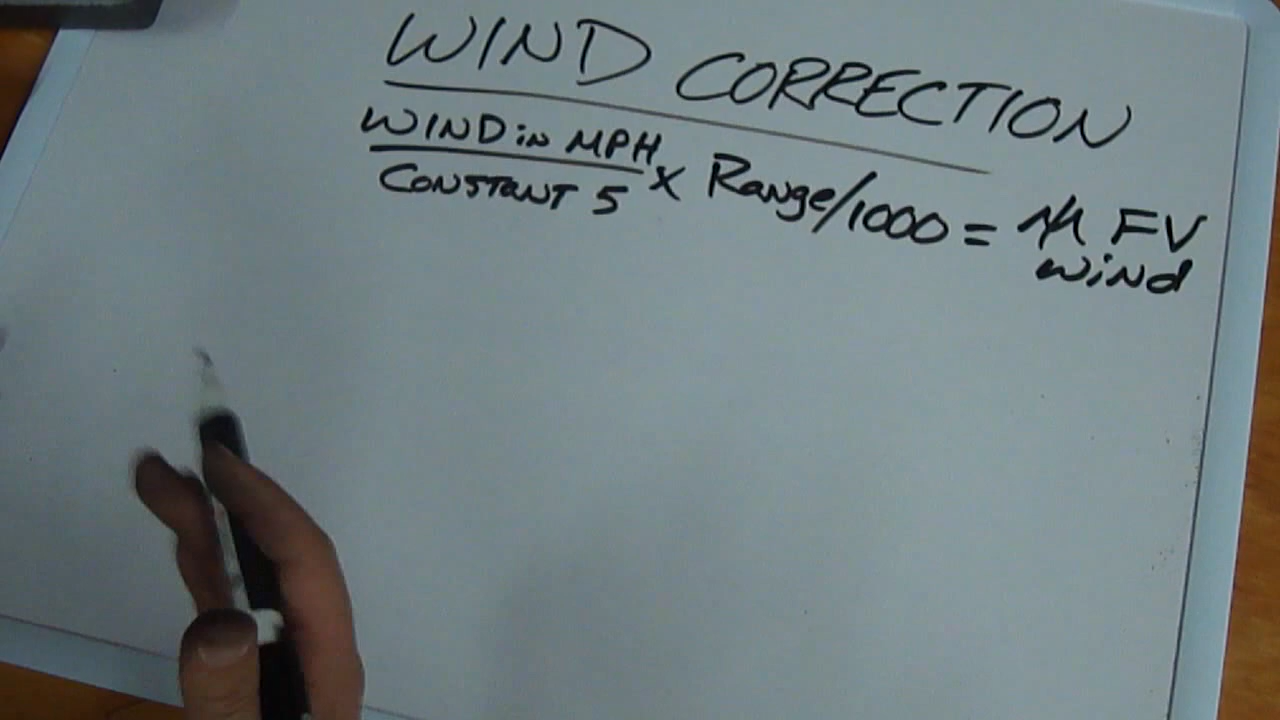 WIND CORRECTION
WIND in MPH
CONSTANT 5 x Range/1000 = FV
wind